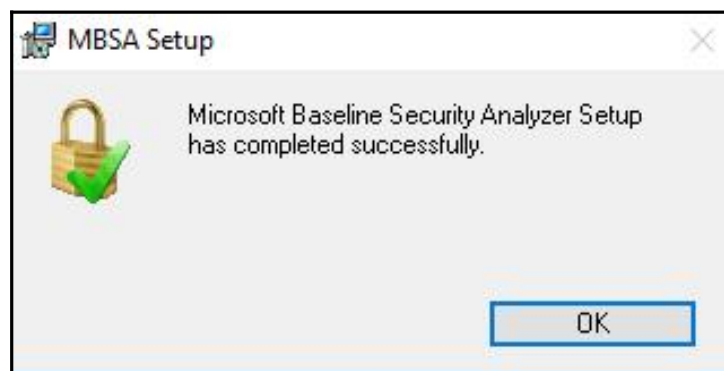 MBSA Setup
Microsoft Baseline Security Analyzer Setup
has completed successfully.
OK